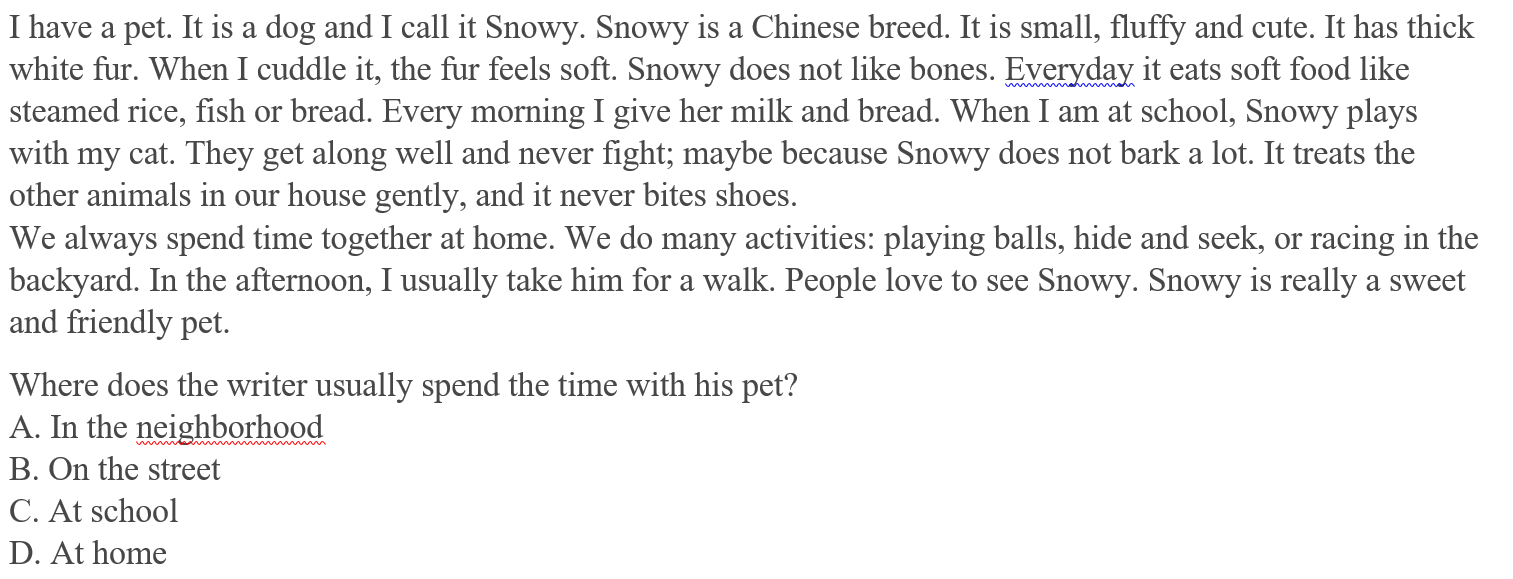 I have a pet. It is a dog and I call it Snowy. Snowy is a Chinese breed. It is small, fluffy and cute. It has thick
white fur. When I cuddle it, the fur feels soft. Snowy does not like bones. Everyday it eats soft food like
steamed rice, fish or bread. Every morning I give her milk and bread. When I am at school, Snowy plays
with my cat. They get along well and never fight; maybe because Snowy does not bark a lot. It treats the
other animals in our house gently, and it never bites shoes.
We always spend time together at home. We do many activities: playing balls, hide and seek, or racing in the
backyard. In the afternoon, I usually take him for a walk. People love to see Snowy. Snowy is really a sweet
and friendly pet.
Where does the writer usually spend the time with his pet?
A. In the neighborhood
B. On the street
C. At school
D. At home